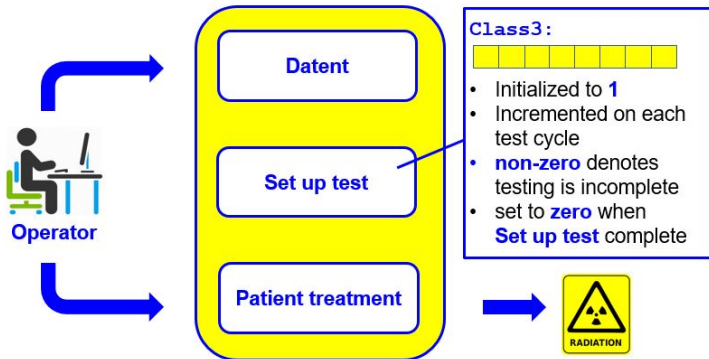 Datent
Set up test
Patient treatment
Operator
Class3:
• Initialized to 1
• Incremented on each
test cycle
• non-zero denotes
testing is incomplete
• set to zero when
Set up test complete
RADIATION